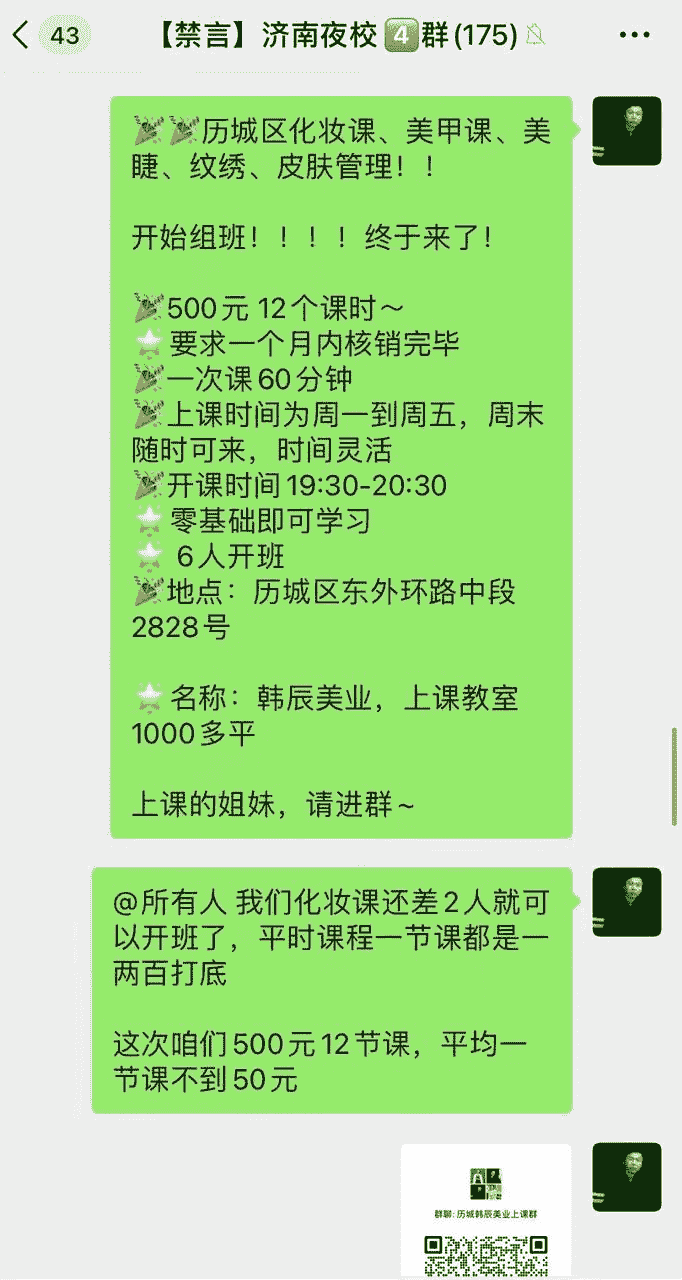 43
【禁言】济南夜校4群(175)
历城区化妆课、美甲课、美
睫、纹绣、皮肤管理！！
开始组班！！！！终于来了！
500元 12个课时～
要求一个月内核销完毕
一次课60分钟
上课时间为周一到周五，周末
随时可来，时间灵活
开课时间19:30-20:30
零基础即可学习
6人开班
地点：历城区东外环路中段
2828号
名称：韩辰美业，上课教室
1000多平
上课的姐妹，请进群~
@所有人 我们化妆课还差2人就可
以开班了，平时课程一节课都是一
两百打底
这次咱们500元12节课，平均一
节课不到50元
群聊: 历城韩辰美业上课群